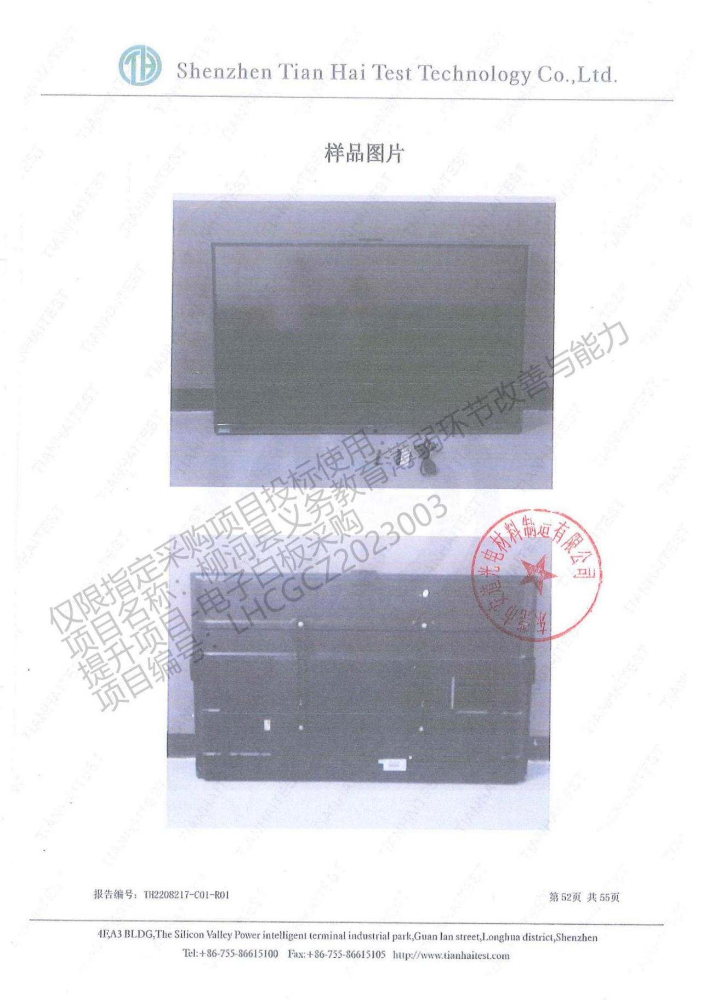 TH
Shenzhen Tian Hai Test Technology Co.,Ltd.
样品图片
仅限指定采购项目投标使用：
项目名称：柳河县义务教育薄弱环节改善与能力
提升项目-电子白板采购
项目编号：LHCGCZ2023003
东莞市安道光电材料制造有限公司
报告编号：TH2208217-C01-R01
第52页 共55页
4F,A3 BLDG,The Silicon Valley Power intelligent terminal industrial park,Guan lan street,Longhua district,Shenzhen
Tel:+86-755-86615100 Fax:+86-755-86615105 http://www.tianhaitest.com
TIANHAITEST